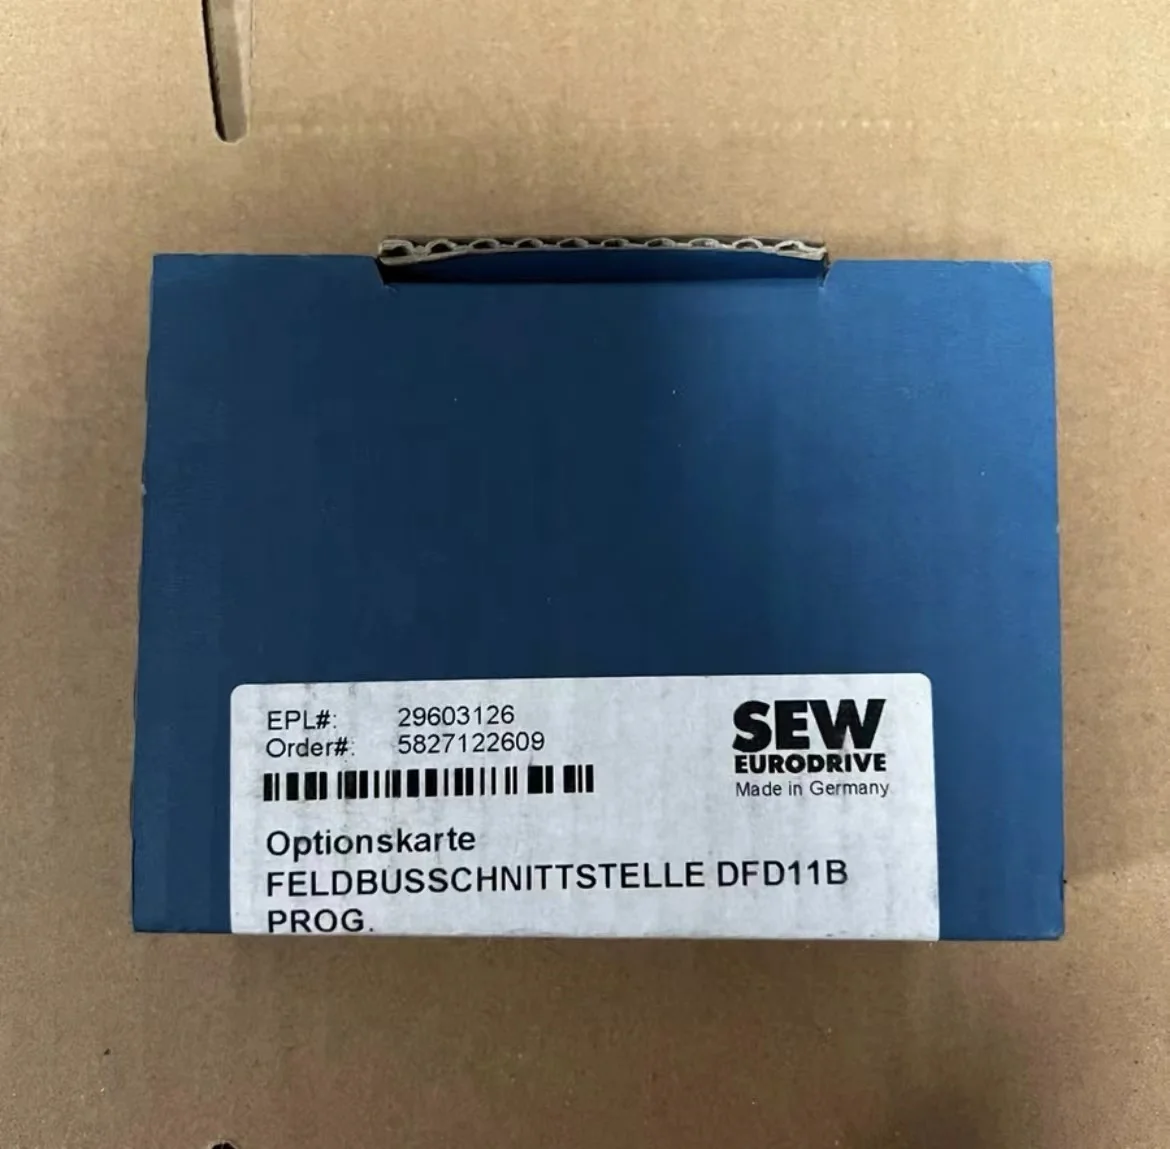 EPL#: 29603126
Order#: 5827122609
SEW
EURODRIVE
Made in Germany
Optionskarte
FELDBUSSCHNITTSTELLE DFD11B
PROG.